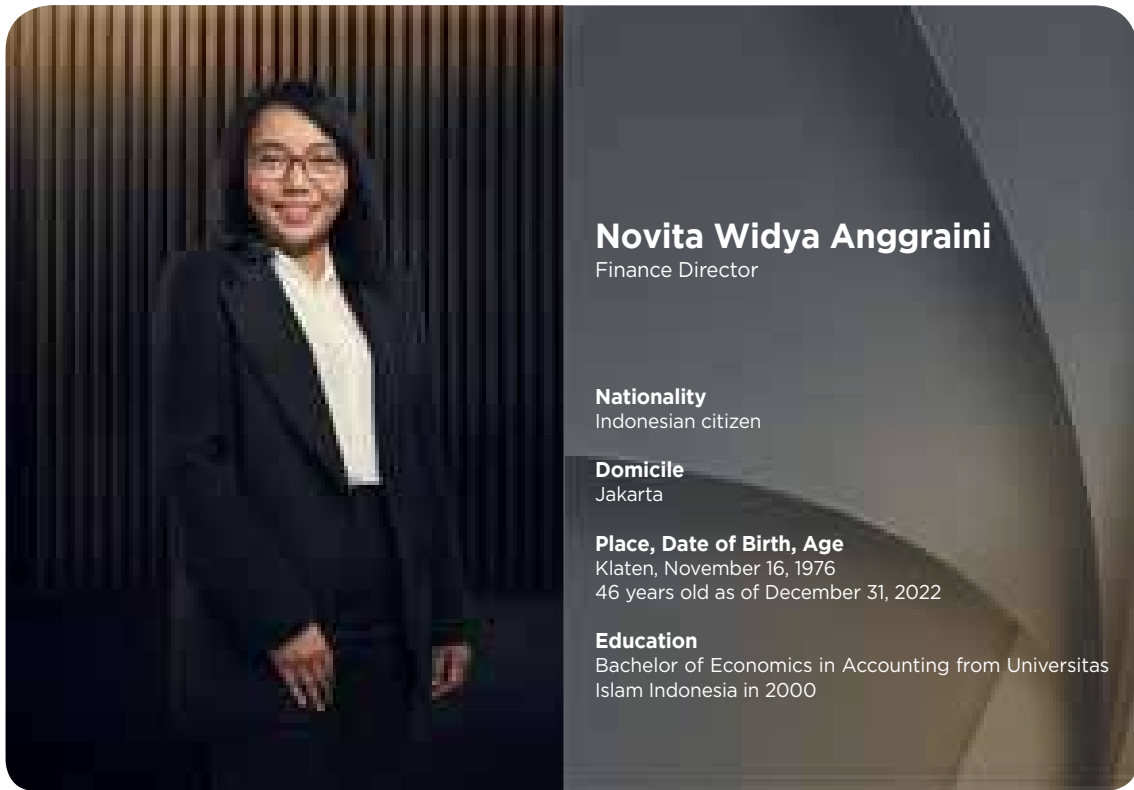 Novita Widya Anggraini
Finance Director
Nationality
Indonesian citizen
Domicile
Jakarta
Place, Date of Birth, Age
Klaten, November 16, 1976
46 years old as of December 31, 2022
Education
Bachelor of Economics in Accounting from Universitas
Islam Indonesia in 2000